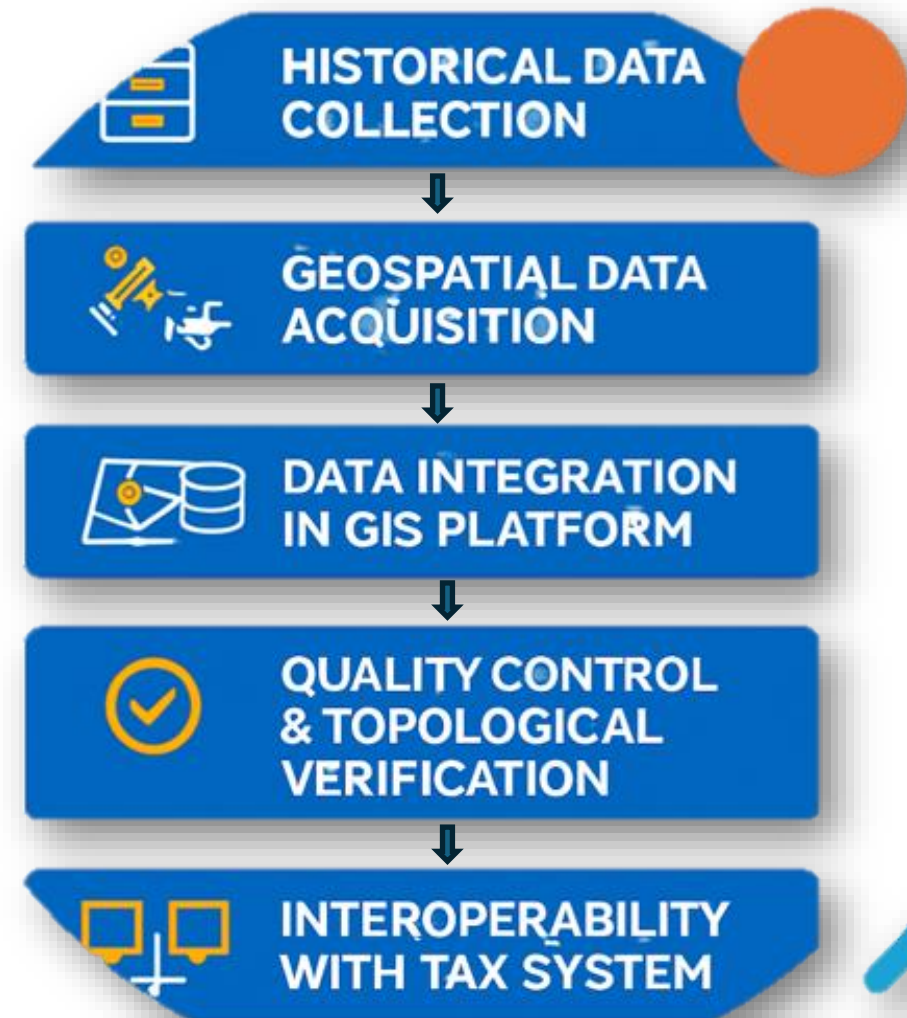 HISTORICAL DATA
COLLECTION
GEOSPATIAL DATA
ACQUISITION
DATA INTEGRATION
IN GIS PLATFORM
QUALITY CONTROL
& TOPOLOGICAL
VERIFICATION
INTEROPERABILITY
WITH TAX SYSTEM